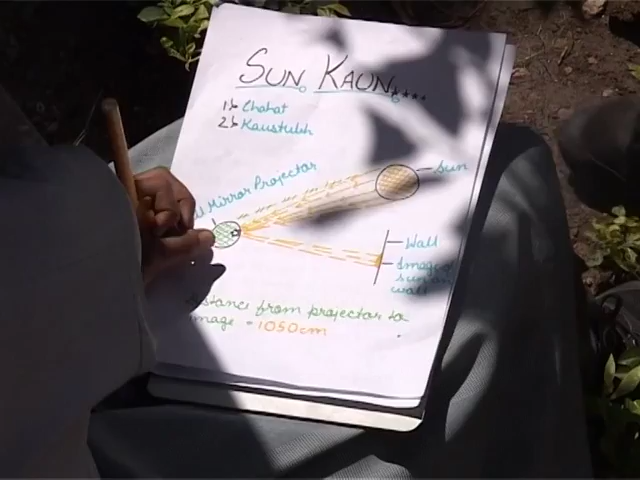 SUN KAUN....
1) Chahat
2) Kaustubh
Mirror Projector
Sun
Wall
Image of
sun on
wall
distance from projector to
image = 1050cm